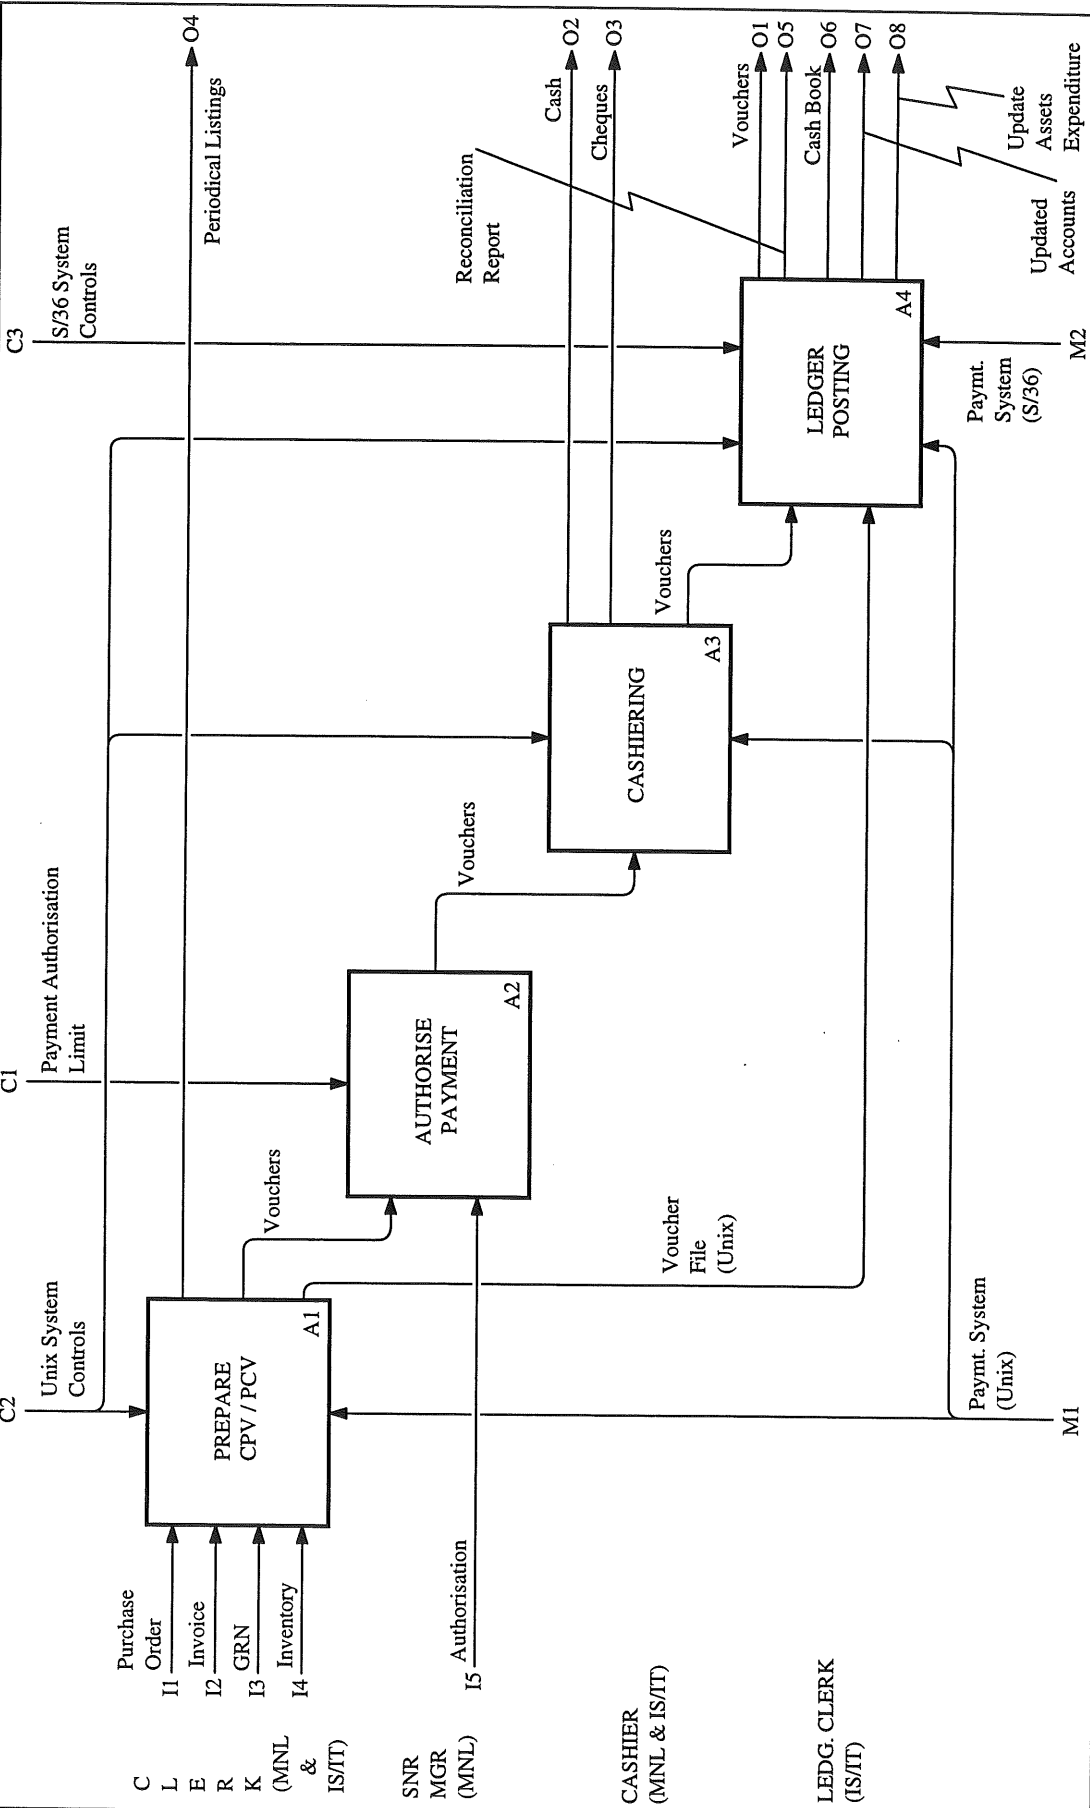 C2
Unix System
Controls
C1
Payment Authorisation
Limit
C3
S/36 System
Controls
Periodical Listings
O4
Purchase
Order
I1
Invoice
I2
GRN
I3
Inventory
I4
C
L
E
R
K
(MNL
&
IS/IT)
PREPARE
CPV / PCV
A1
Vouchers
SNR
MGR
(MNL)
Authorisation
I5
AUTHORISE
PAYMENT
A2
Vouchers
Reconciliation
Report
Cash
O2
Cheques
O3
CASHIER
(MNL & IS/IT)
CASHIERING
A3
Vouchers
Voucher
File
(Unix)
LEDG. CLERK
(IS/IT)
LEDGER
POSTING
A4
Vouchers
O1
O5
Cash Book
O6
O7
O8
Paymt. System
(Unix)
M1
Paymt.
System
(S/36)
M2
Updated
Accounts
Update
Assets
Expenditure